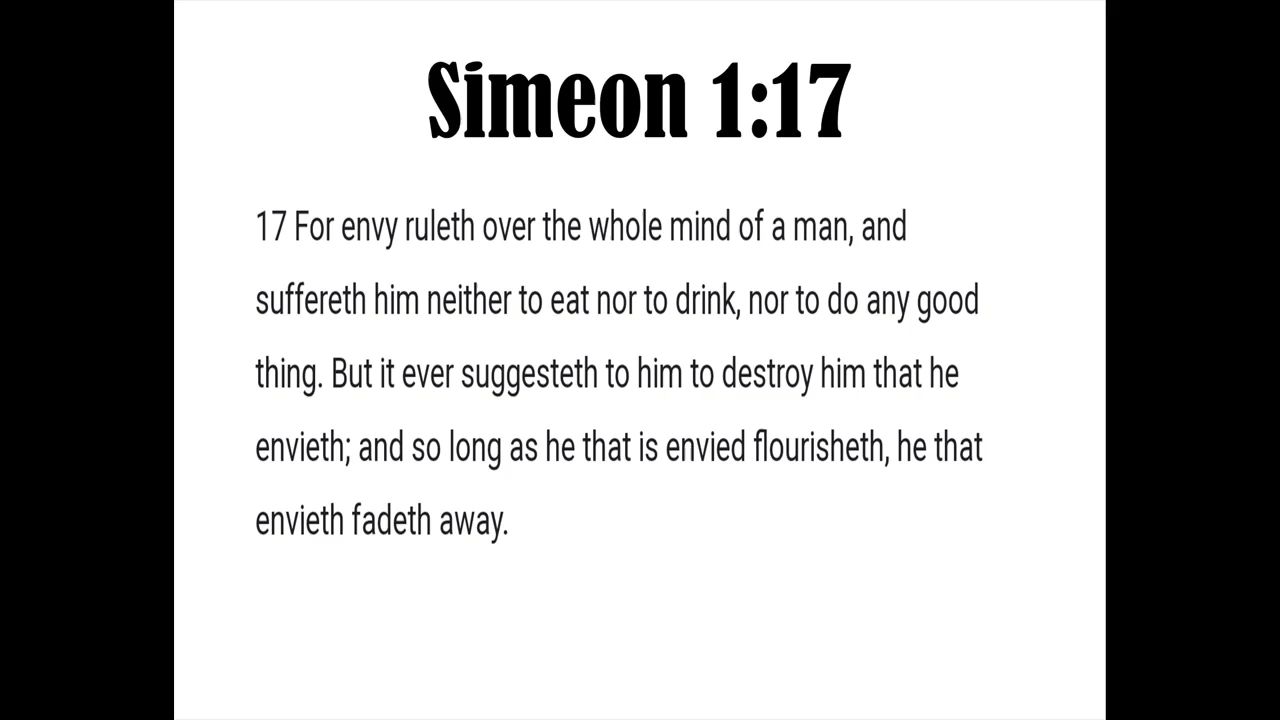 Simeon 1:17
17 For envy ruleth over the whole mind of a man, and
suffereth him neither to eat nor to drink, nor to do any good
thing. But it ever suggesteth to him to destroy him that he
envieth; and so long as he that is envied flourisheth, he that
envieth fadeth away.